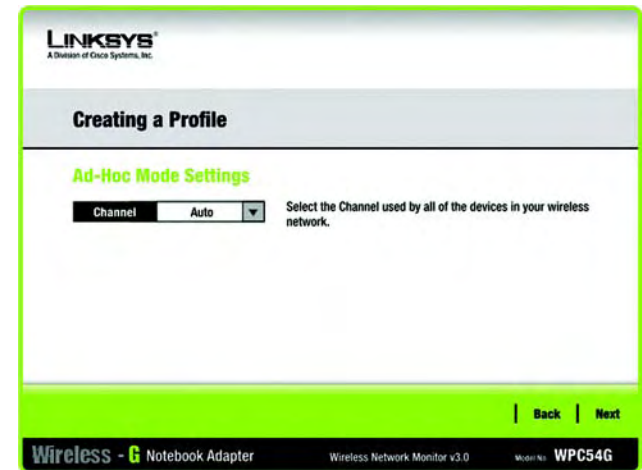 LINKSYS®
A Division of Cisco Systems, Inc.
Creating a Profile
Ad-Hoc Mode Settings
Channel Auto
Select the Channel used by all of the devices in your wireless
network.
Back Next
Wireless - G Notebook Adapter Wireless Network Monitor v3.0 Model No. WPC54G